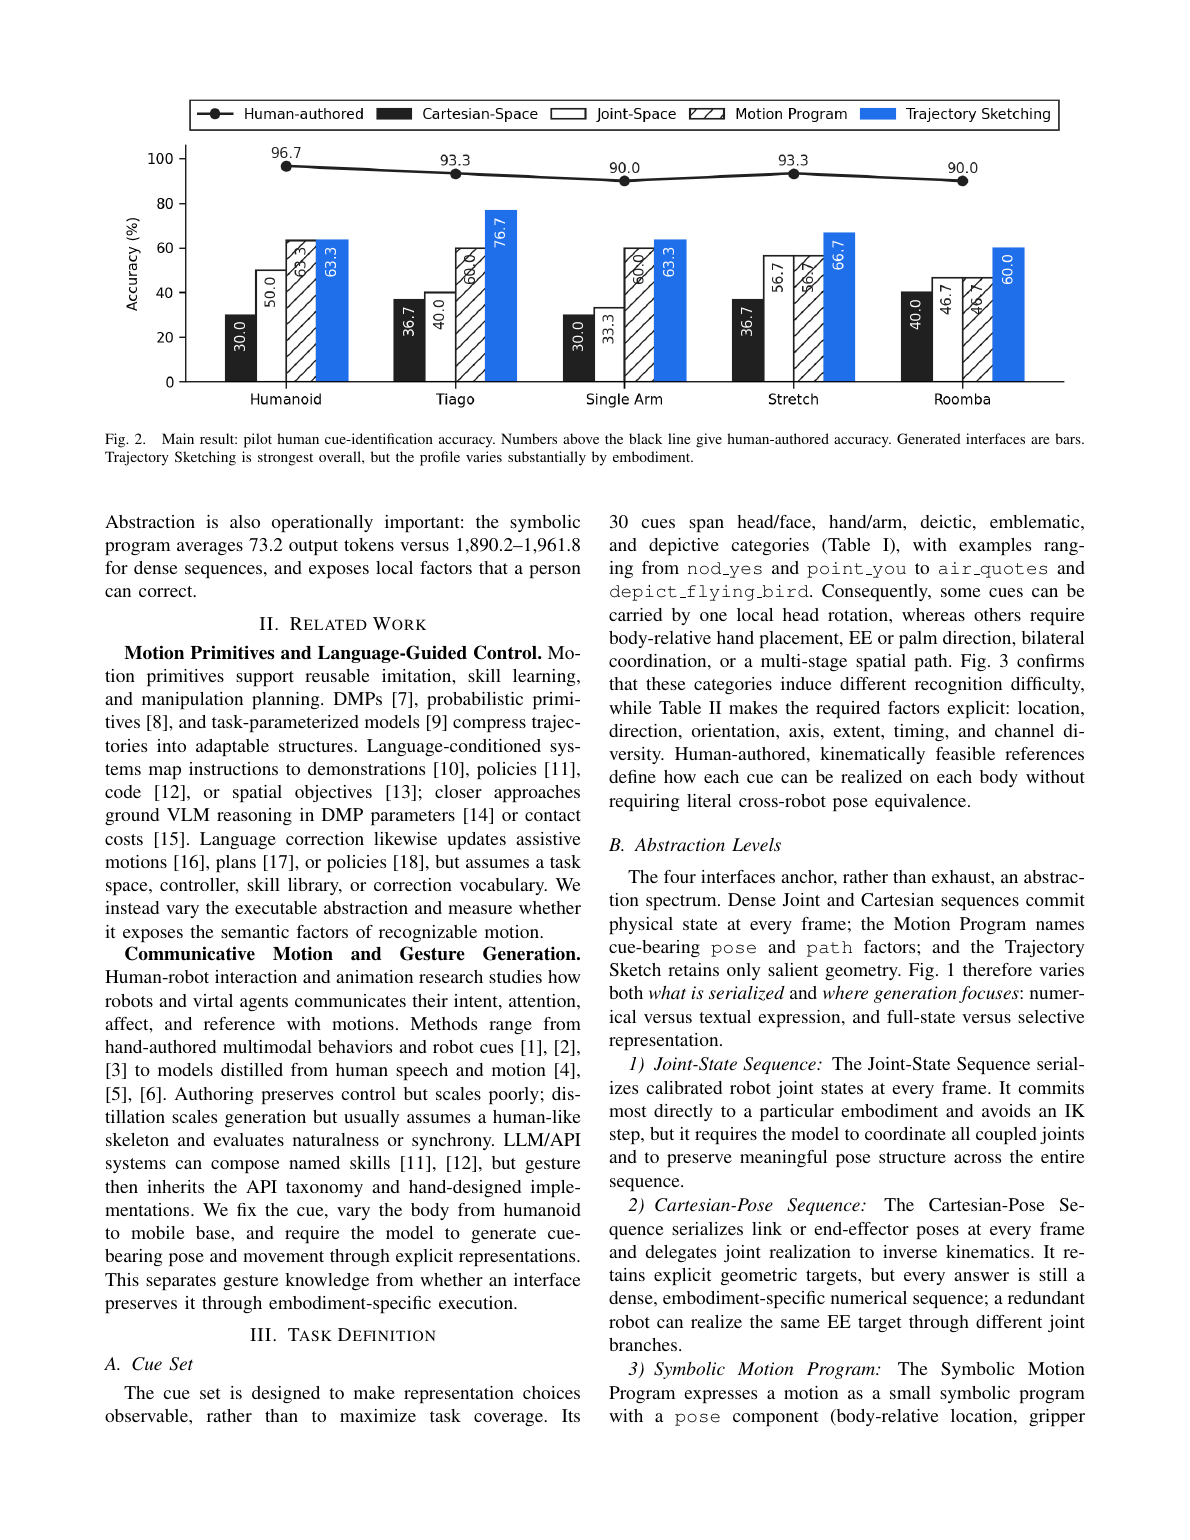 Human-authored Cartesian-Space Joint-Space Motion Program Trajectory Sketching
100
80
60
40
20
0
Accuracy (%)
96.7
93.3
90.0
93.3
90.0
30.0
50.0
63.3
63.3
36.7
40.0
60.0
76.7
30.0
33.3
60.0
63.3
36.7
56.7
56.7
66.7
40.0
46.7
46.7
60.0
Humanoid
Tiago
Single Arm
Stretch
Roomba
Fig. 2. Main result: pilot human cue-identification accuracy. Numbers above the black line give human-authored accuracy. Generated interfaces are bars.
Trajectory Sketching is strongest overall, but the profile varies substantially by embodiment.
Abstraction is also operationally important: the symbolic
program averages 73.2 output tokens versus 1,890.2–1,961.8
for dense sequences, and exposes local factors that a person
can correct.
II. RELATED WORK
Motion Primitives and Language-Guided Control. Mo-
tion primitives support reusable imitation, skill learning,
and manipulation planning. DMPs [7], probabilistic primi-
tives [8], and task-parameterized models [9] compress trajec-
tories into adaptable structures. Language-conditioned sys-
tems map instructions to demonstrations [10], policies [11],
code [12], or spatial objectives [13]; closer approaches
ground VLM reasoning in DMP parameters [14] or contact
costs [15]. Language correction likewise updates assistive
motions [16], plans [17], or policies [18], but assumes a task
space, controller, skill library, or correction vocabulary. We
instead vary the executable abstraction and measure whether
it exposes the semantic factors of recognizable motion.
Communicative Motion and Gesture Generation.
Human-robot interaction and animation research studies how
robots and virtal agents communicates their intent, attention,
affect, and reference with motions. Methods range from
hand-authored multimodal behaviors and robot cues [1], [2],
[3] to models distilled from human speech and motion [4],
[5], [6]. Authoring preserves control but scales poorly; dis-
tillation scales generation but usually assumes a human-like
skeleton and evaluates naturalness or synchrony. LLM/API
systems can compose named skills [11], [12], but gesture
then inherits the API taxonomy and hand-designed imple-
mentations. We fix the cue, vary the body from humanoid
to mobile base, and require the model to generate cue-
bearing pose and movement through explicit representations.
This separates gesture knowledge from whether an interface
preserves it through embodiment-specific execution.
III. TASK DEFINITION
A. Cue Set
The cue set is designed to make representation choices
observable, rather than to maximize task coverage. Its
30 cues span head/face, hand/arm, deictic, emblematic,
and depictive categories (Table I), with examples rang-
ing from nod_yes and point_you to air_quotes and
depict_flying_bird. Consequently, some cues can be
carried by one local head rotation, whereas others require
body-relative hand placement, EE or palm direction, bilateral
coordination, or a multi-stage spatial path. Fig. 3 confirms
that these categories induce different recognition difficulty,
while Table II makes the required factors explicit: location,
direction, orientation, axis, extent, timing, and channel di-
versity. Human-authored, kinematically feasible references
define how each cue can be realized on each body without
requiring literal cross-robot pose equivalence.
B. Abstraction Levels
The four interfaces anchor, rather than exhaust, an abstrac-
tion spectrum. Dense Joint and Cartesian sequences commit
physical state at every frame; the Motion Program names
cue-bearing pose and path factors; and the Trajectory
Sketch retains only salient geometry. Fig. 1 therefore varies
both what is serialized and where generation focuses: numer-
ical versus textual expression, and full-state versus selective
representation.
1) Joint-State Sequence: The Joint-State Sequence serial-
izes calibrated robot joint states at every frame. It commits
most directly to a particular embodiment and avoids an IK
step, but it requires the model to coordinate all coupled joints
and to preserve meaningful pose structure across the entire
sequence.
2) Cartesian-Pose Sequence: The Cartesian-Pose Se-
quence serializes link or end-effector poses at every frame
and delegates joint realization to inverse kinematics. It re-
tains explicit geometric targets, but every answer is still a
dense, embodiment-specific numerical sequence; a redundant
robot can realize the same EE target through different joint
branches.
3) Symbolic Motion Program: The Symbolic Motion
Program expresses a motion as a small symbolic program
with a pose component (body-relative location, gripper